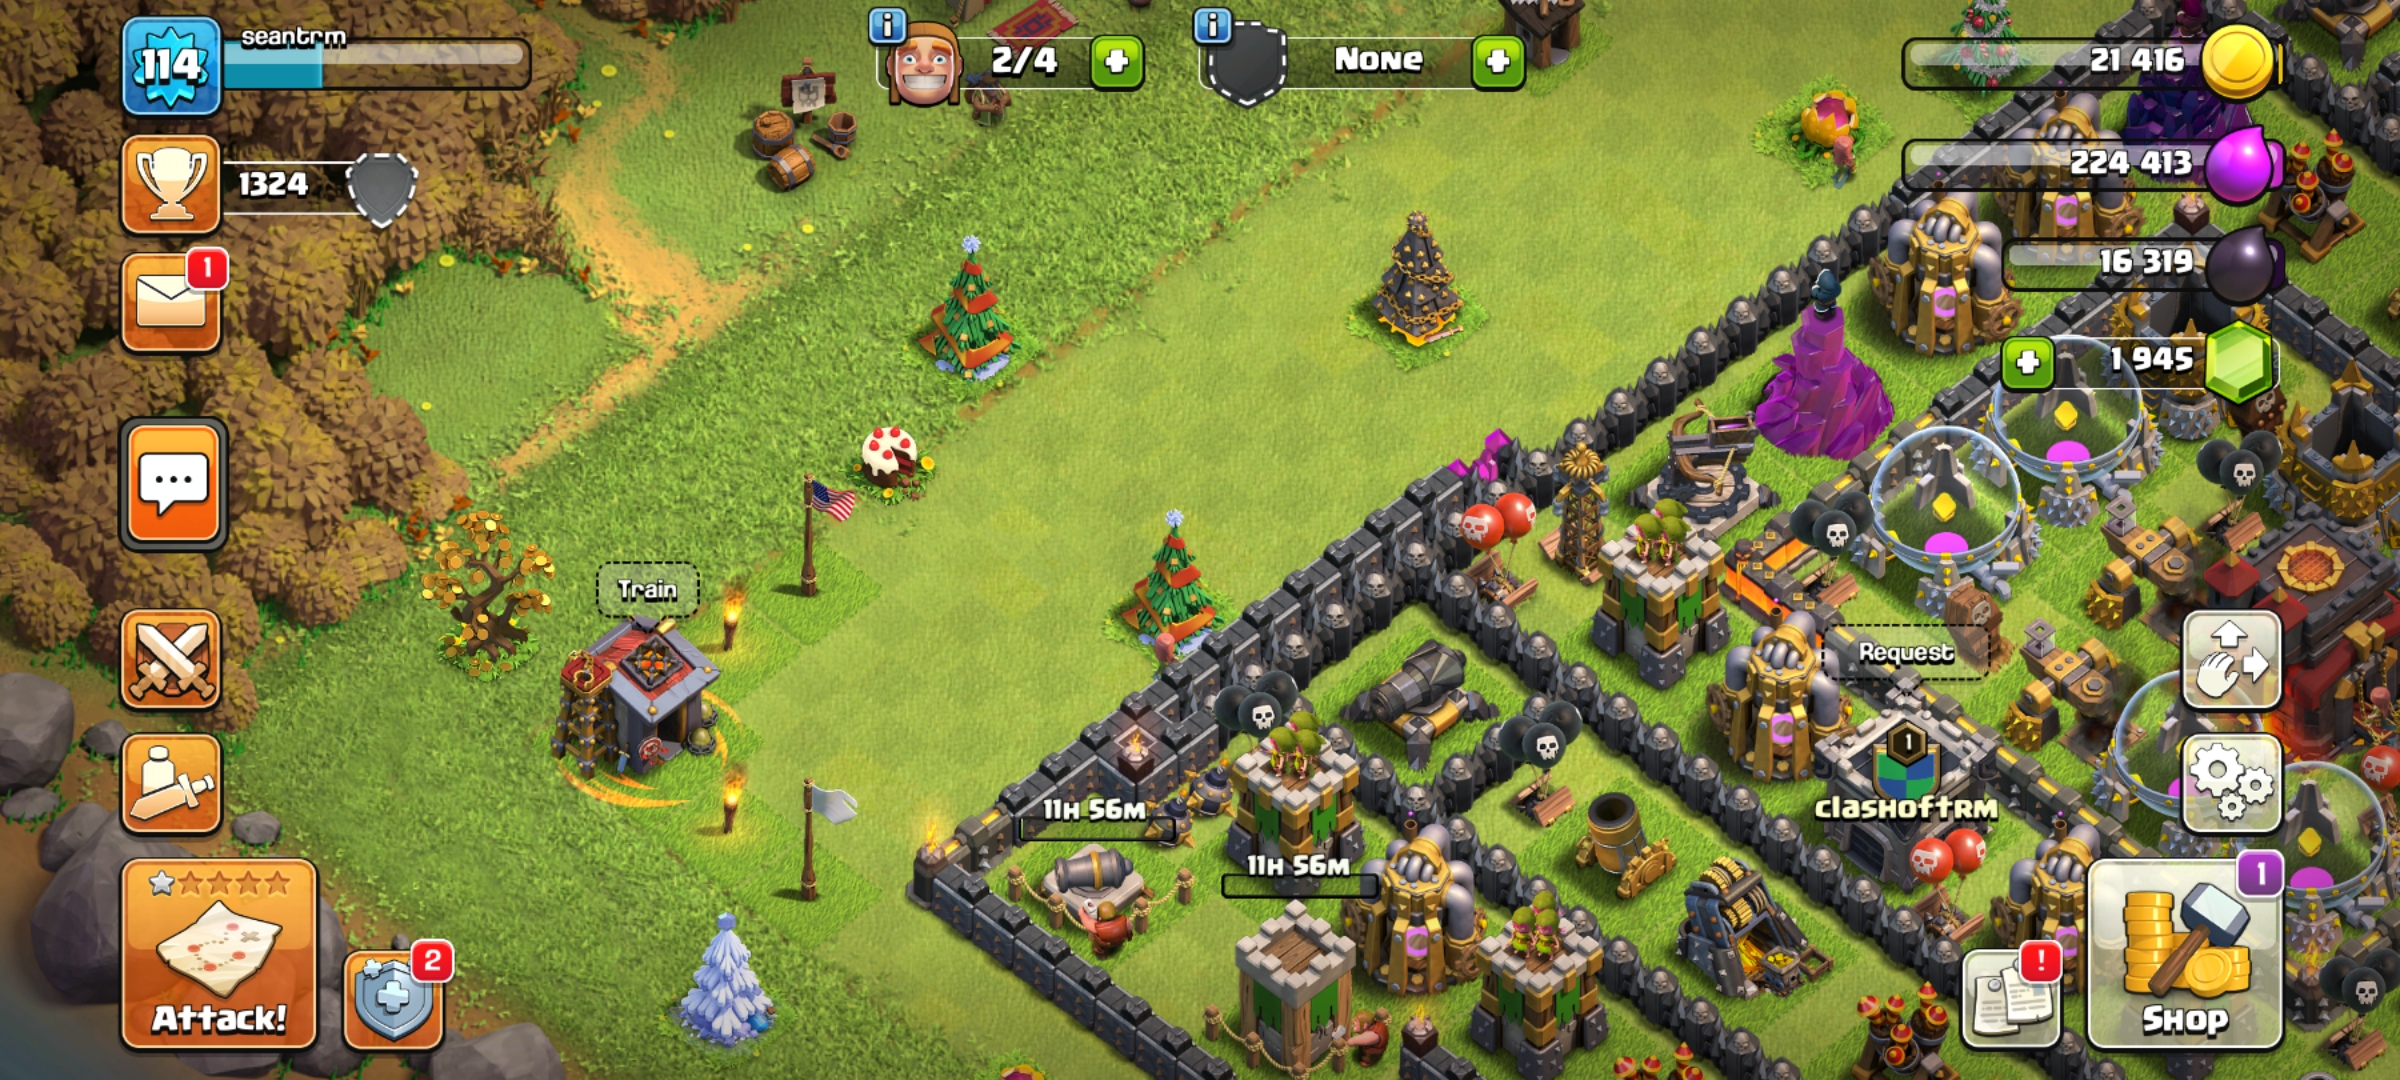 114
seantrm
2/4
None
21 416
1324
224 413
1
16 319
1 945
Train
Request
1
clashoftrm
11H 56M
11H 56M
1
2
!
Attack!
Shop